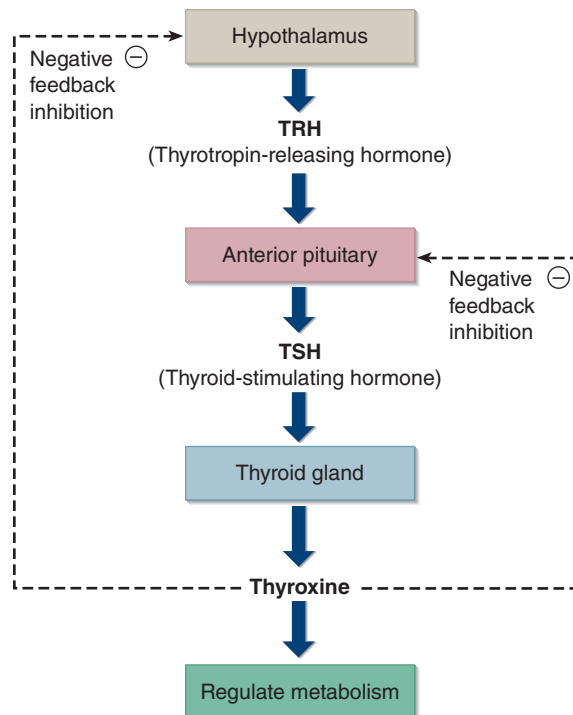 Hypothalamus
Negative ⊖
feedback
inhibition
TRH
(Thyrotropin-releasing hormone)
Anterior pituitary
Negative ⊖
feedback
inhibition
TSH
(Thyroid-stimulating hormone)
Thyroid gland
Thyroxine
Regulate metabolism